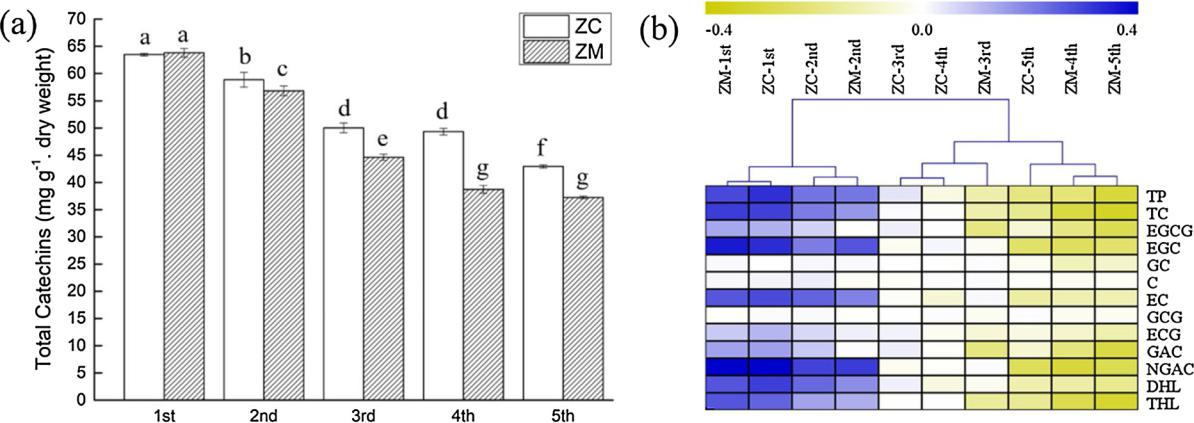 (a)
Total Catechins (mg g⁻¹. dry weight)
70
65
60
55
50
45
40
35
30
25
20
15
10
5
0
a a
b c
d e
d g
f g
ZC
ZM
1st 2nd 3rd 4th 5th
(b)
-0.4 0.0 0.4
ZM-1st
ZC-1st
ZC-2nd
ZM-2nd
ZC-3rd
ZC-4th
ZM-3rd
ZC-5th
ZM-4th
ZM-5th
TP
TC
EGCG
EGC
GC
C
EC
GCG
ECG
GAC
NGAC
DHL
THL